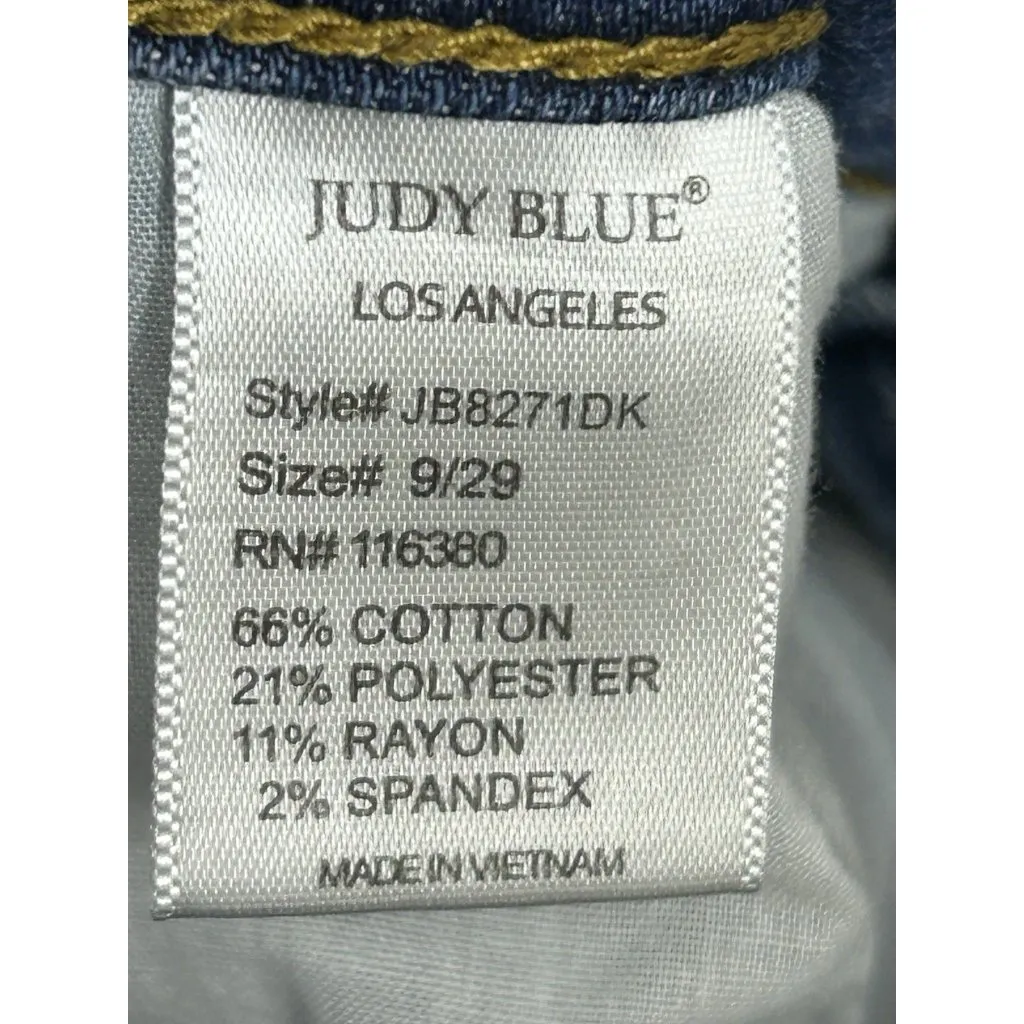 JUDY BLUE®
LOS ANGELES
Style# JB8271DK
Size# 9/29
RN# 116380
66% COTTON
21% POLYESTER
11% RAYON
2% SPANDEX
MADE IN VIETNAM